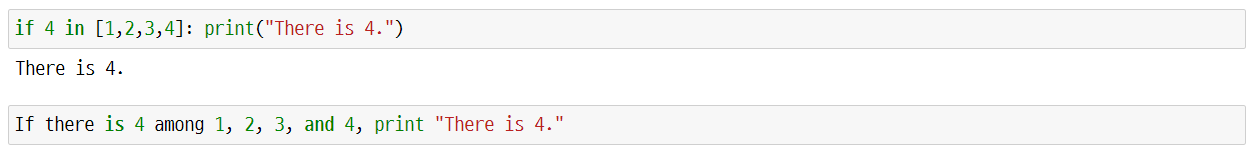 if 4 in [1,2,3,4]: print("There is 4.")
There is 4.
If there is 4 among 1, 2, 3, and 4, print "There is 4."